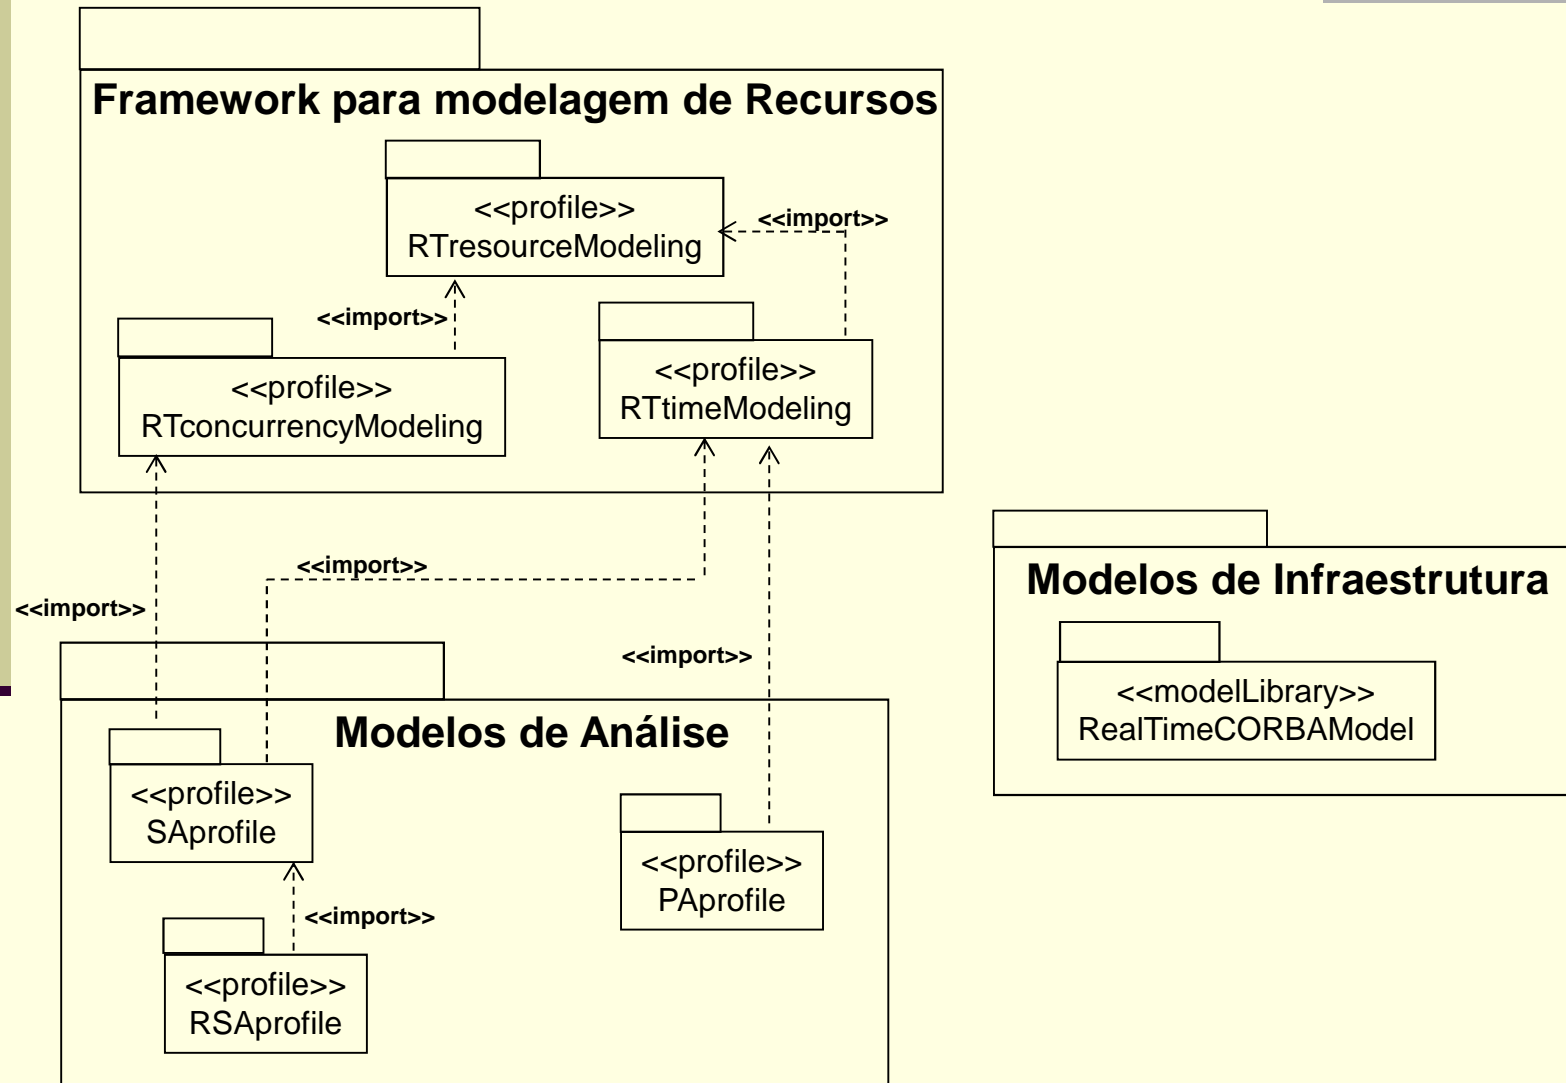 Framework para modelagem de Recursos
<<profile>>
RTresourceModeling
<<import>>
<<import>>
<<profile>>
RTconcurrencyModeling
<<profile>>
RTtimeModeling
<<import>>
<<import>>
<<import>>
Modelos de Infraestrutura
<<modelLibrary>>
RealTimeCORBAModel
Modelos de Análise
<<profile>>
SAprofile
<<profile>>
PAprofile
<<import>>
<<profile>>
RSAprofile